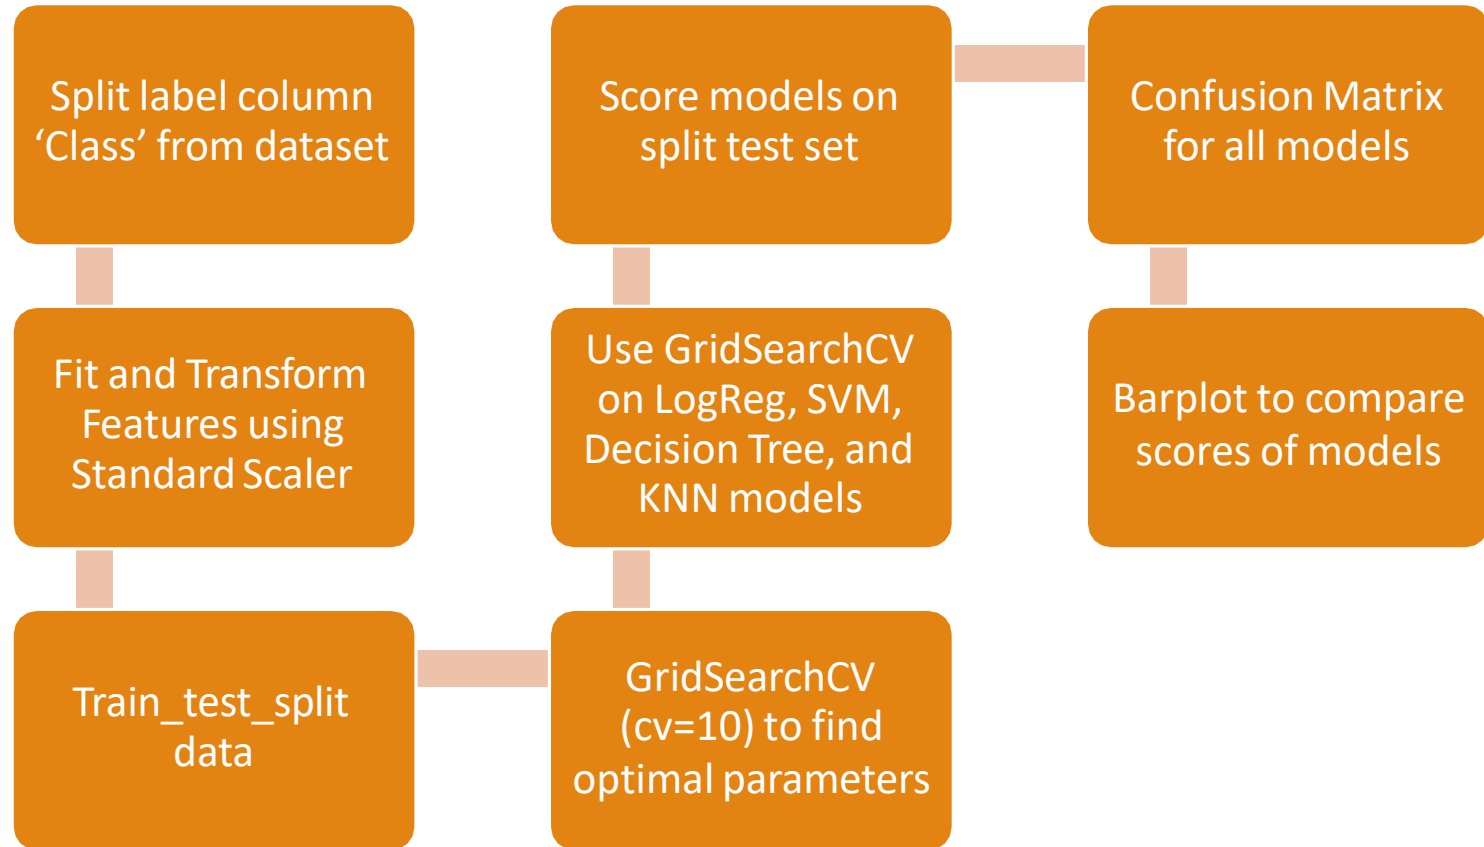 Split label column
‘Class’ from dataset
Fit and Transform
Features using
Standard Scaler
Train_test_split
data
GridSearchCV
(cv=10) to find
optimal parameters
Use GridSearchCV
on LogReg, SVM,
Decision Tree, and
KNN models
Score models on
split test set
Confusion Matrix
for all models
Barplot to compare
scores of models